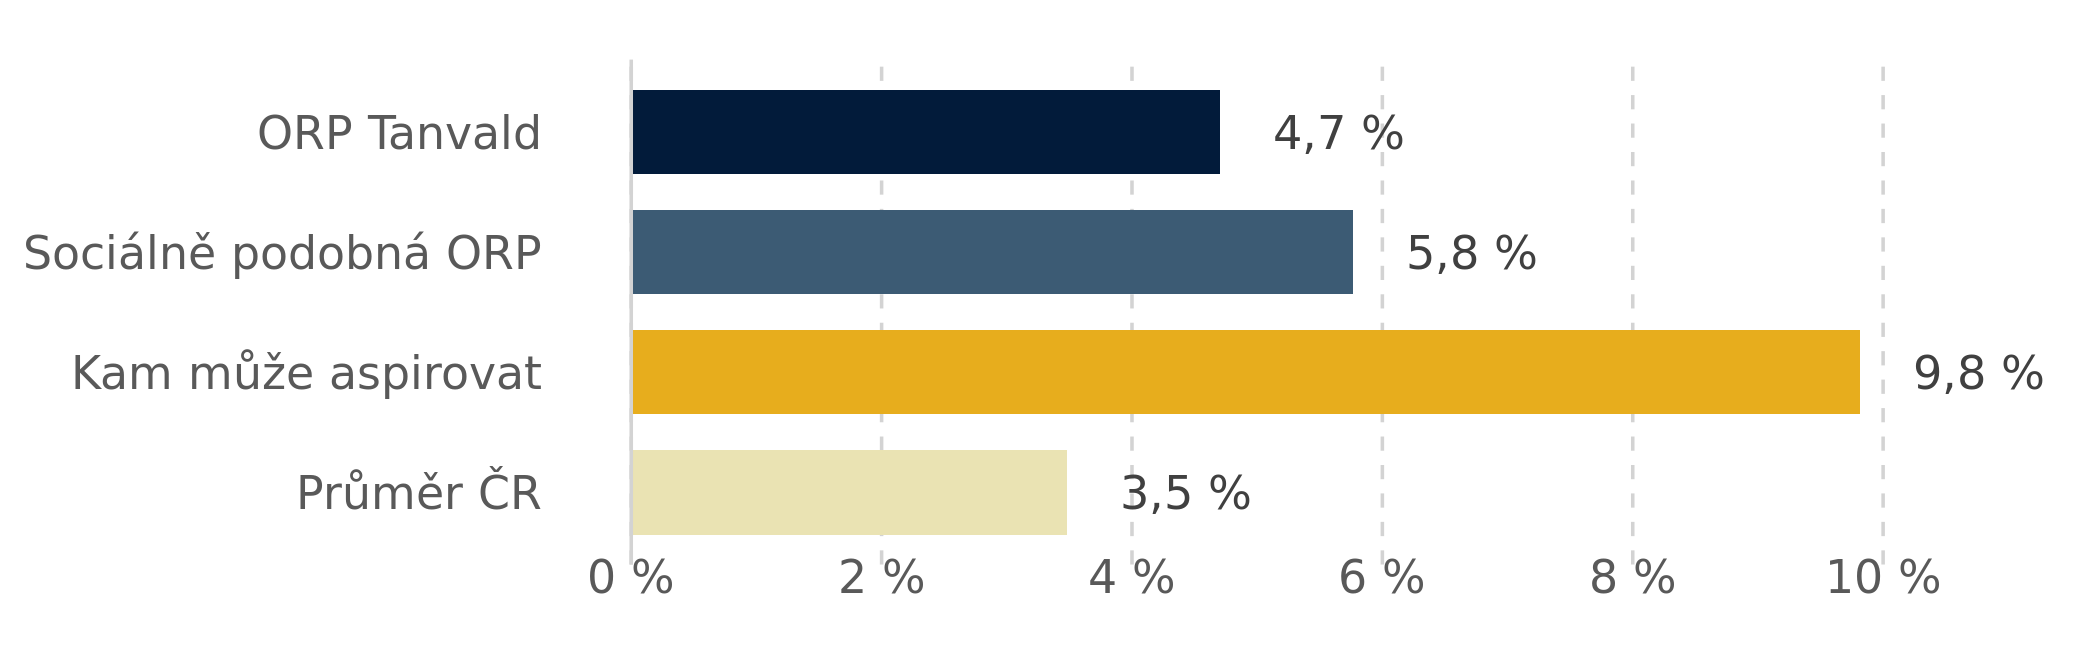 ORP Tanvald 4,7 %
Sociálně podobná ORP 5,8 %
Kam může aspirovat 9,8 %
Průměr ČR 3,5 %
0 % 2 % 4 % 6 % 8 % 10 %